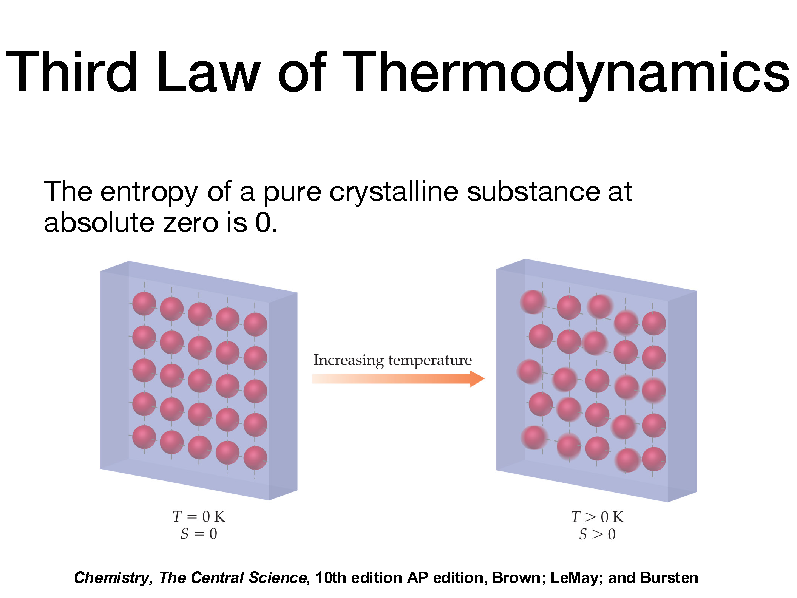 Third Law of Thermodynamics
The entropy of a pure crystalline substance at
absolute zero is 0.
Increasing temperature
T = 0 K
S = 0
T > 0 K
S > 0
Chemistry, The Central Science, 10th edition AP edition, Brown; LeMay; and Bursten